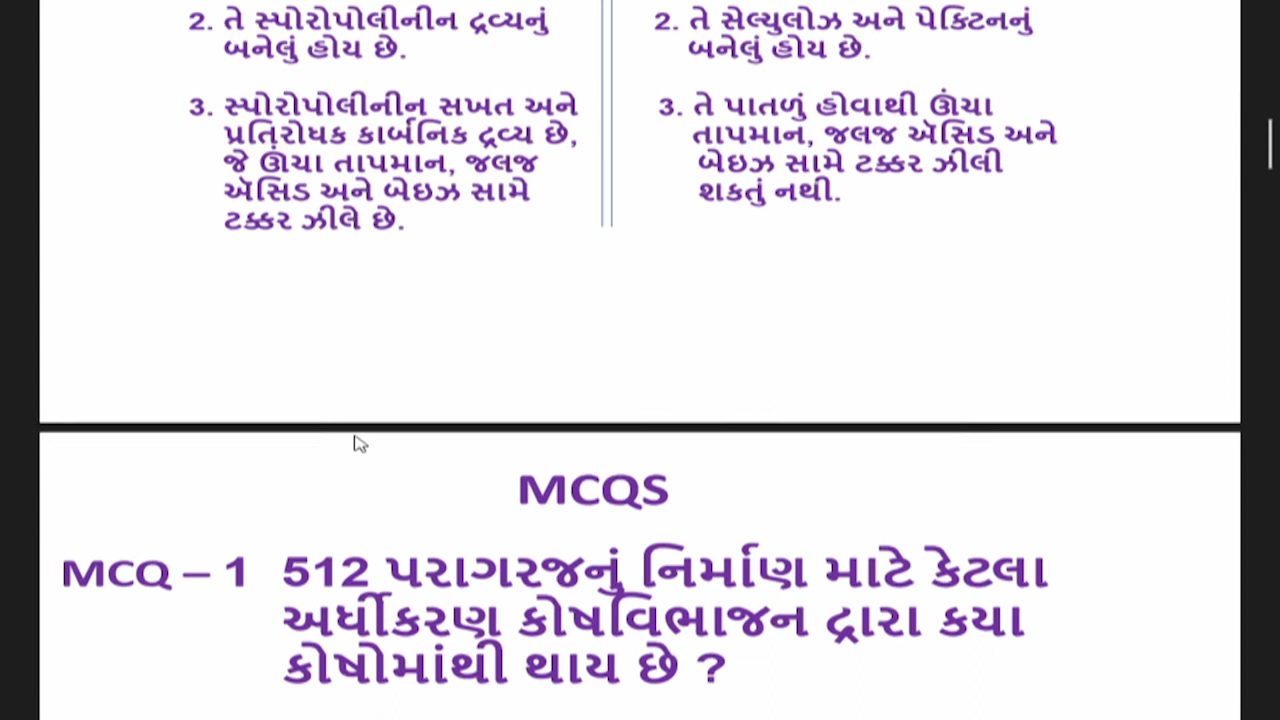 2. તે સ્પોરોપોલીનીન દ્રવ્યનું
બનેલું હોય છે.
3. સ્પોરોપોલીનીન સખત અને
પ્રતિરોધક કાર્બનિક દ્રવ્ય છે,
જે ઊંચા તાપમાન, જલજ
ઍસિડ અને બેઇઝ સામે
ટક્કર ઝીલે છે.
2. તે સેલ્યુલોઝ અને પેક્ટિનનું
બનેલું હોય છે.
3. તે પાતળું હોવાથી ઊંચા
તાપમાન, જલજ ઍસિડ અને
બેઇઝ સામે ટક્કર ઝીલી
શકતું નથી.
MCQS
MCQ – 1 512 પરાગરજનું નિર્માણ માટે કેટલા
અર્ધીકરણ કોષવિભાજન દ્વારા કયા
કોષોમાંથી થાય છે ?